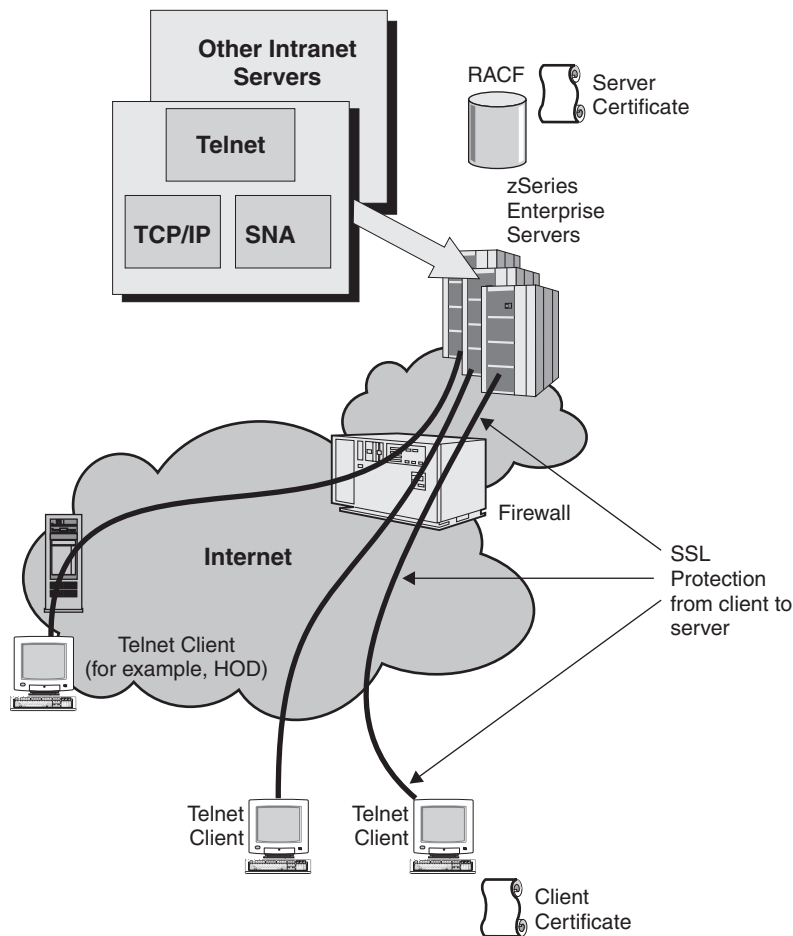 Other Intranet
Servers
Telnet
TCP/IP
SNA
RACF
Server
Certificate
zSeries
Enterprise
Servers
Firewall
Internet
SSL
Protection
from client to
server
Telnet Client
(for example, HOD)
Telnet
Client
Telnet
Client
Client
Certificate